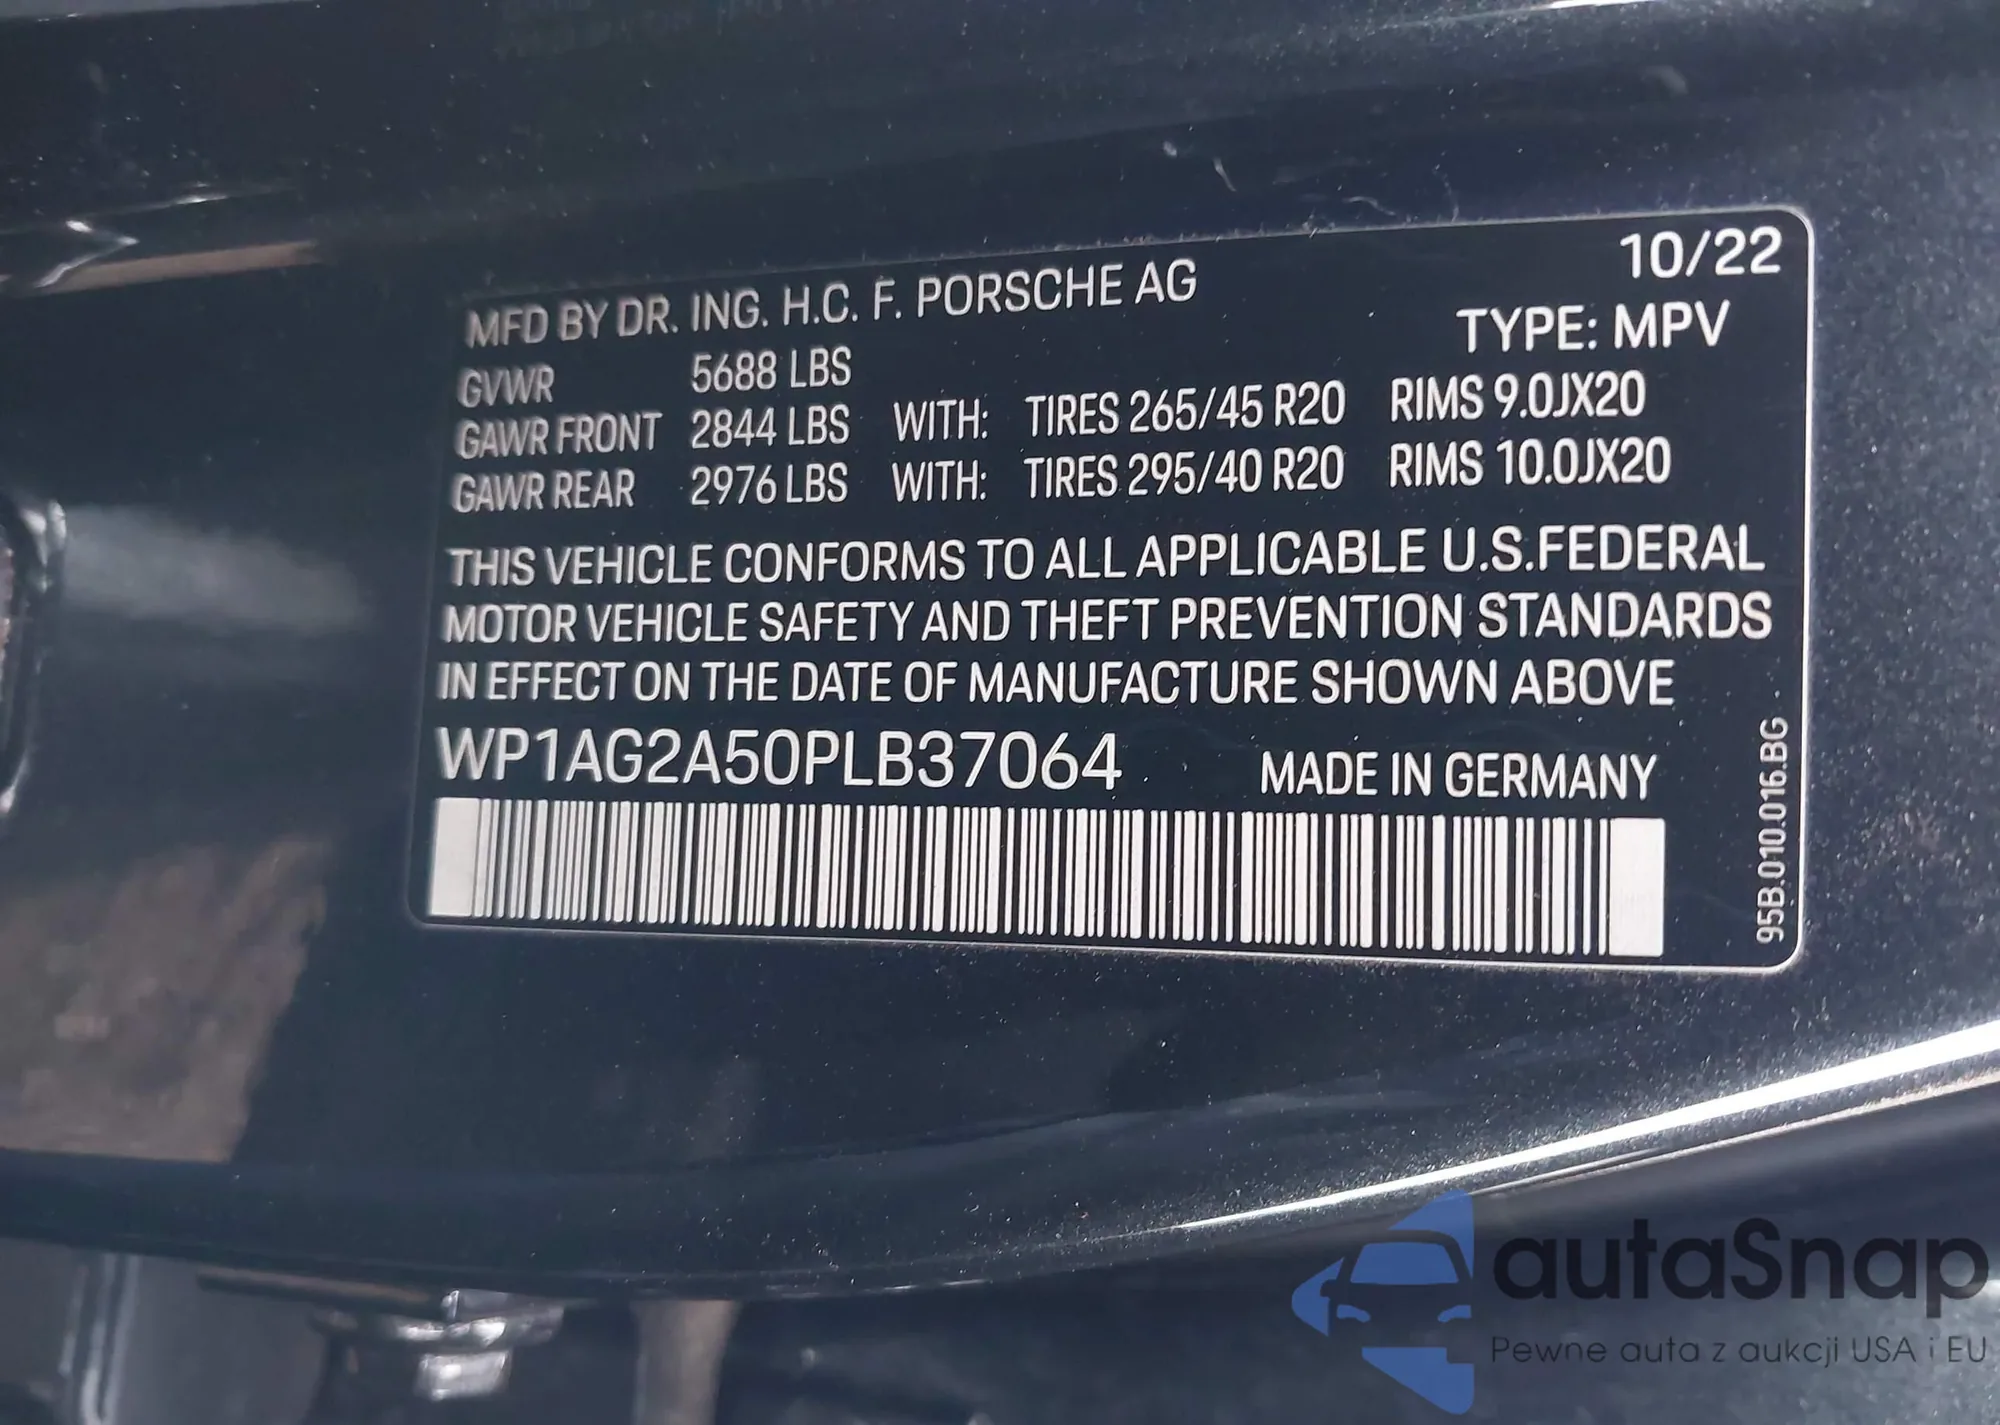 10/22
MFD BY DR. ING. H.C. F. PORSCHE AG
TYPE: MPV
GVWR 5688 LBS
GAWR FRONT 2844 LBS WITH: TIRES 265/45 R20 RIMS 9.0JX20
GAWR REAR 2976 LBS WITH: TIRES 295/40 R20 RIMS 10.0JX20
THIS VEHICLE CONFORMS TO ALL APPLICABLE U.S.FEDERAL
MOTOR VEHICLE SAFETY AND THEFT PREVENTION STANDARDS
IN EFFECT ON THE DATE OF MANUFACTURE SHOWN ABOVE
WP1AG2A50PLB37064 MADE IN GERMANY
95B.010.016.BG
autaSnap
Pewne auta z aukcji USA i EU